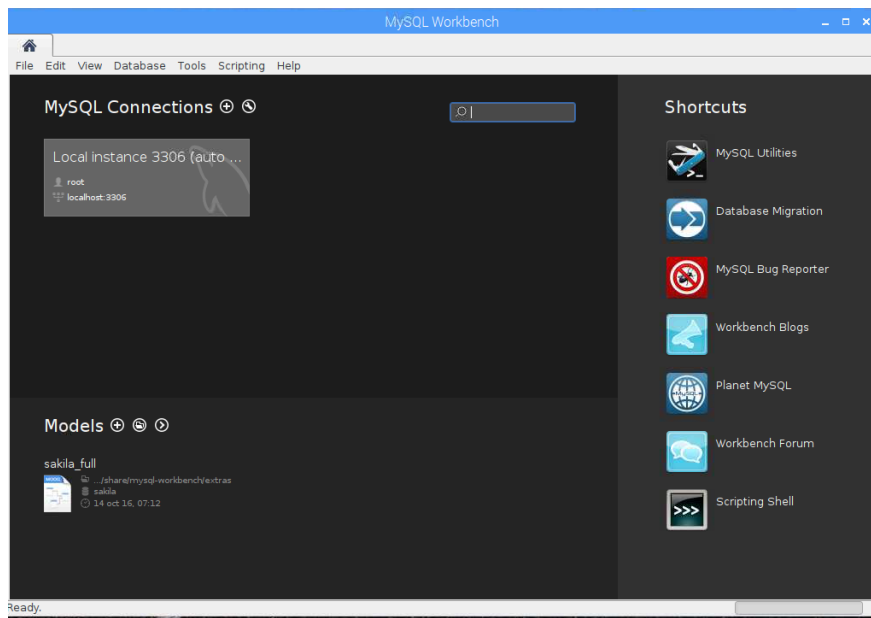 MySQL Workbench
File Edit View Database Tools Scripting Help
MySQL Connections
Local instance 3306 (auto ...
root
localhost:3306
Models
sakila_full
.../share/mysql-workbench/extras
sakila
14 oct 16, 07:12
Shortcuts
MySQL Utilities
Database Migration
MySQL Bug Reporter
Workbench Blogs
Planet MySQL
Workbench Forum
>>>
Scripting Shell
Ready.